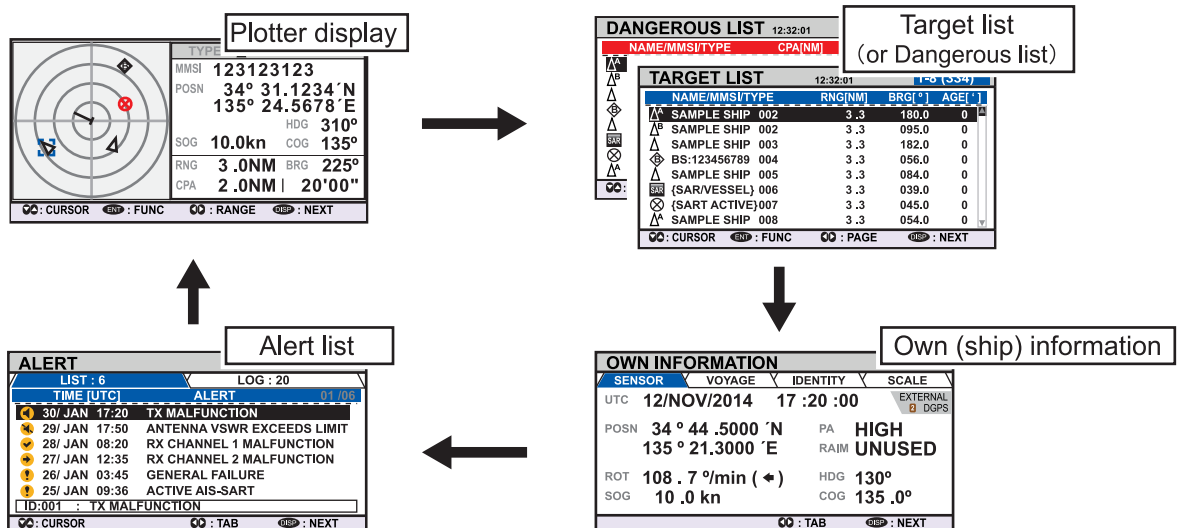 Plotter display
TYPE
MMSI 123123123
POSN 34º 31.1234´N
135º 24.5678´E
HDG 310º
SOG 10.0kn COG 135º
RNG 3 .0NM BRG 225º
CPA 2 .0NM | 20'00"
B
: CURSOR ENT : FUNC : RANGE DISP : NEXT
Target list
(or Dangerous list)
DANGEROUS LIST 12:32:01
NAME/MMSI/TYPE CPA[NM]
A
B
B
SAR
A
TARGET LIST 12:32:01
NAME/MMSI/TYPE RNG[NM] BRG[ º ] AGE[ ' ]
A SAMPLE SHIP 002 3 .3 180.0 0
B SAMPLE SHIP 002 3 .3 095.0 0
SAMPLE SHIP 003 3 .3 182.0 0
B BS:123456789 004 3 .3 056.0 0
SAMPLE SHIP 005 3 .3 084.0 0
SAR {SAR/VESSEL} 006 3 .3 039.0 0
{SART ACTIVE}007 3 .3 045.0 0
A SAMPLE SHIP 008 3 .3 054.0 0
: CURSOR ENT : FUNC : PAGE DISP : NEXT
Alert list
ALERT
LIST : 6 LOG : 20
TIME [UTC] ALERT 01 /06
30/ JAN 17:20 TX MALFUNCTION
29/ JAN 17:50 ANTENNA VSWR EXCEEDS LIMIT
28/ JAN 08:20 RX CHANNEL 1 MALFUNCTION
27/ JAN 12:35 RX CHANNEL 2 MALFUNCTION
26/ JAN 03:45 GENERAL FAILURE
25/ JAN 09:36 ACTIVE AIS-SART
ID:001 : TX MALFUNCTION
: CURSOR : TAB DISP : NEXT
Own (ship) information
OWN INFORMATION
SENSOR VOYAGE IDENTITY SCALE
UTC 12/NOV/2014 17 :20 :00 EXTERNAL
2 DGPS
POSN 34 º 44 .5000 ´N PA HIGH
135 º 21.3000 ´E RAIM UNUSED
ROT 108 . 7 º/min ( ) HDG 130º
SOG 10 .0 kn COG 135 .0º
: TAB DISP : NEXT